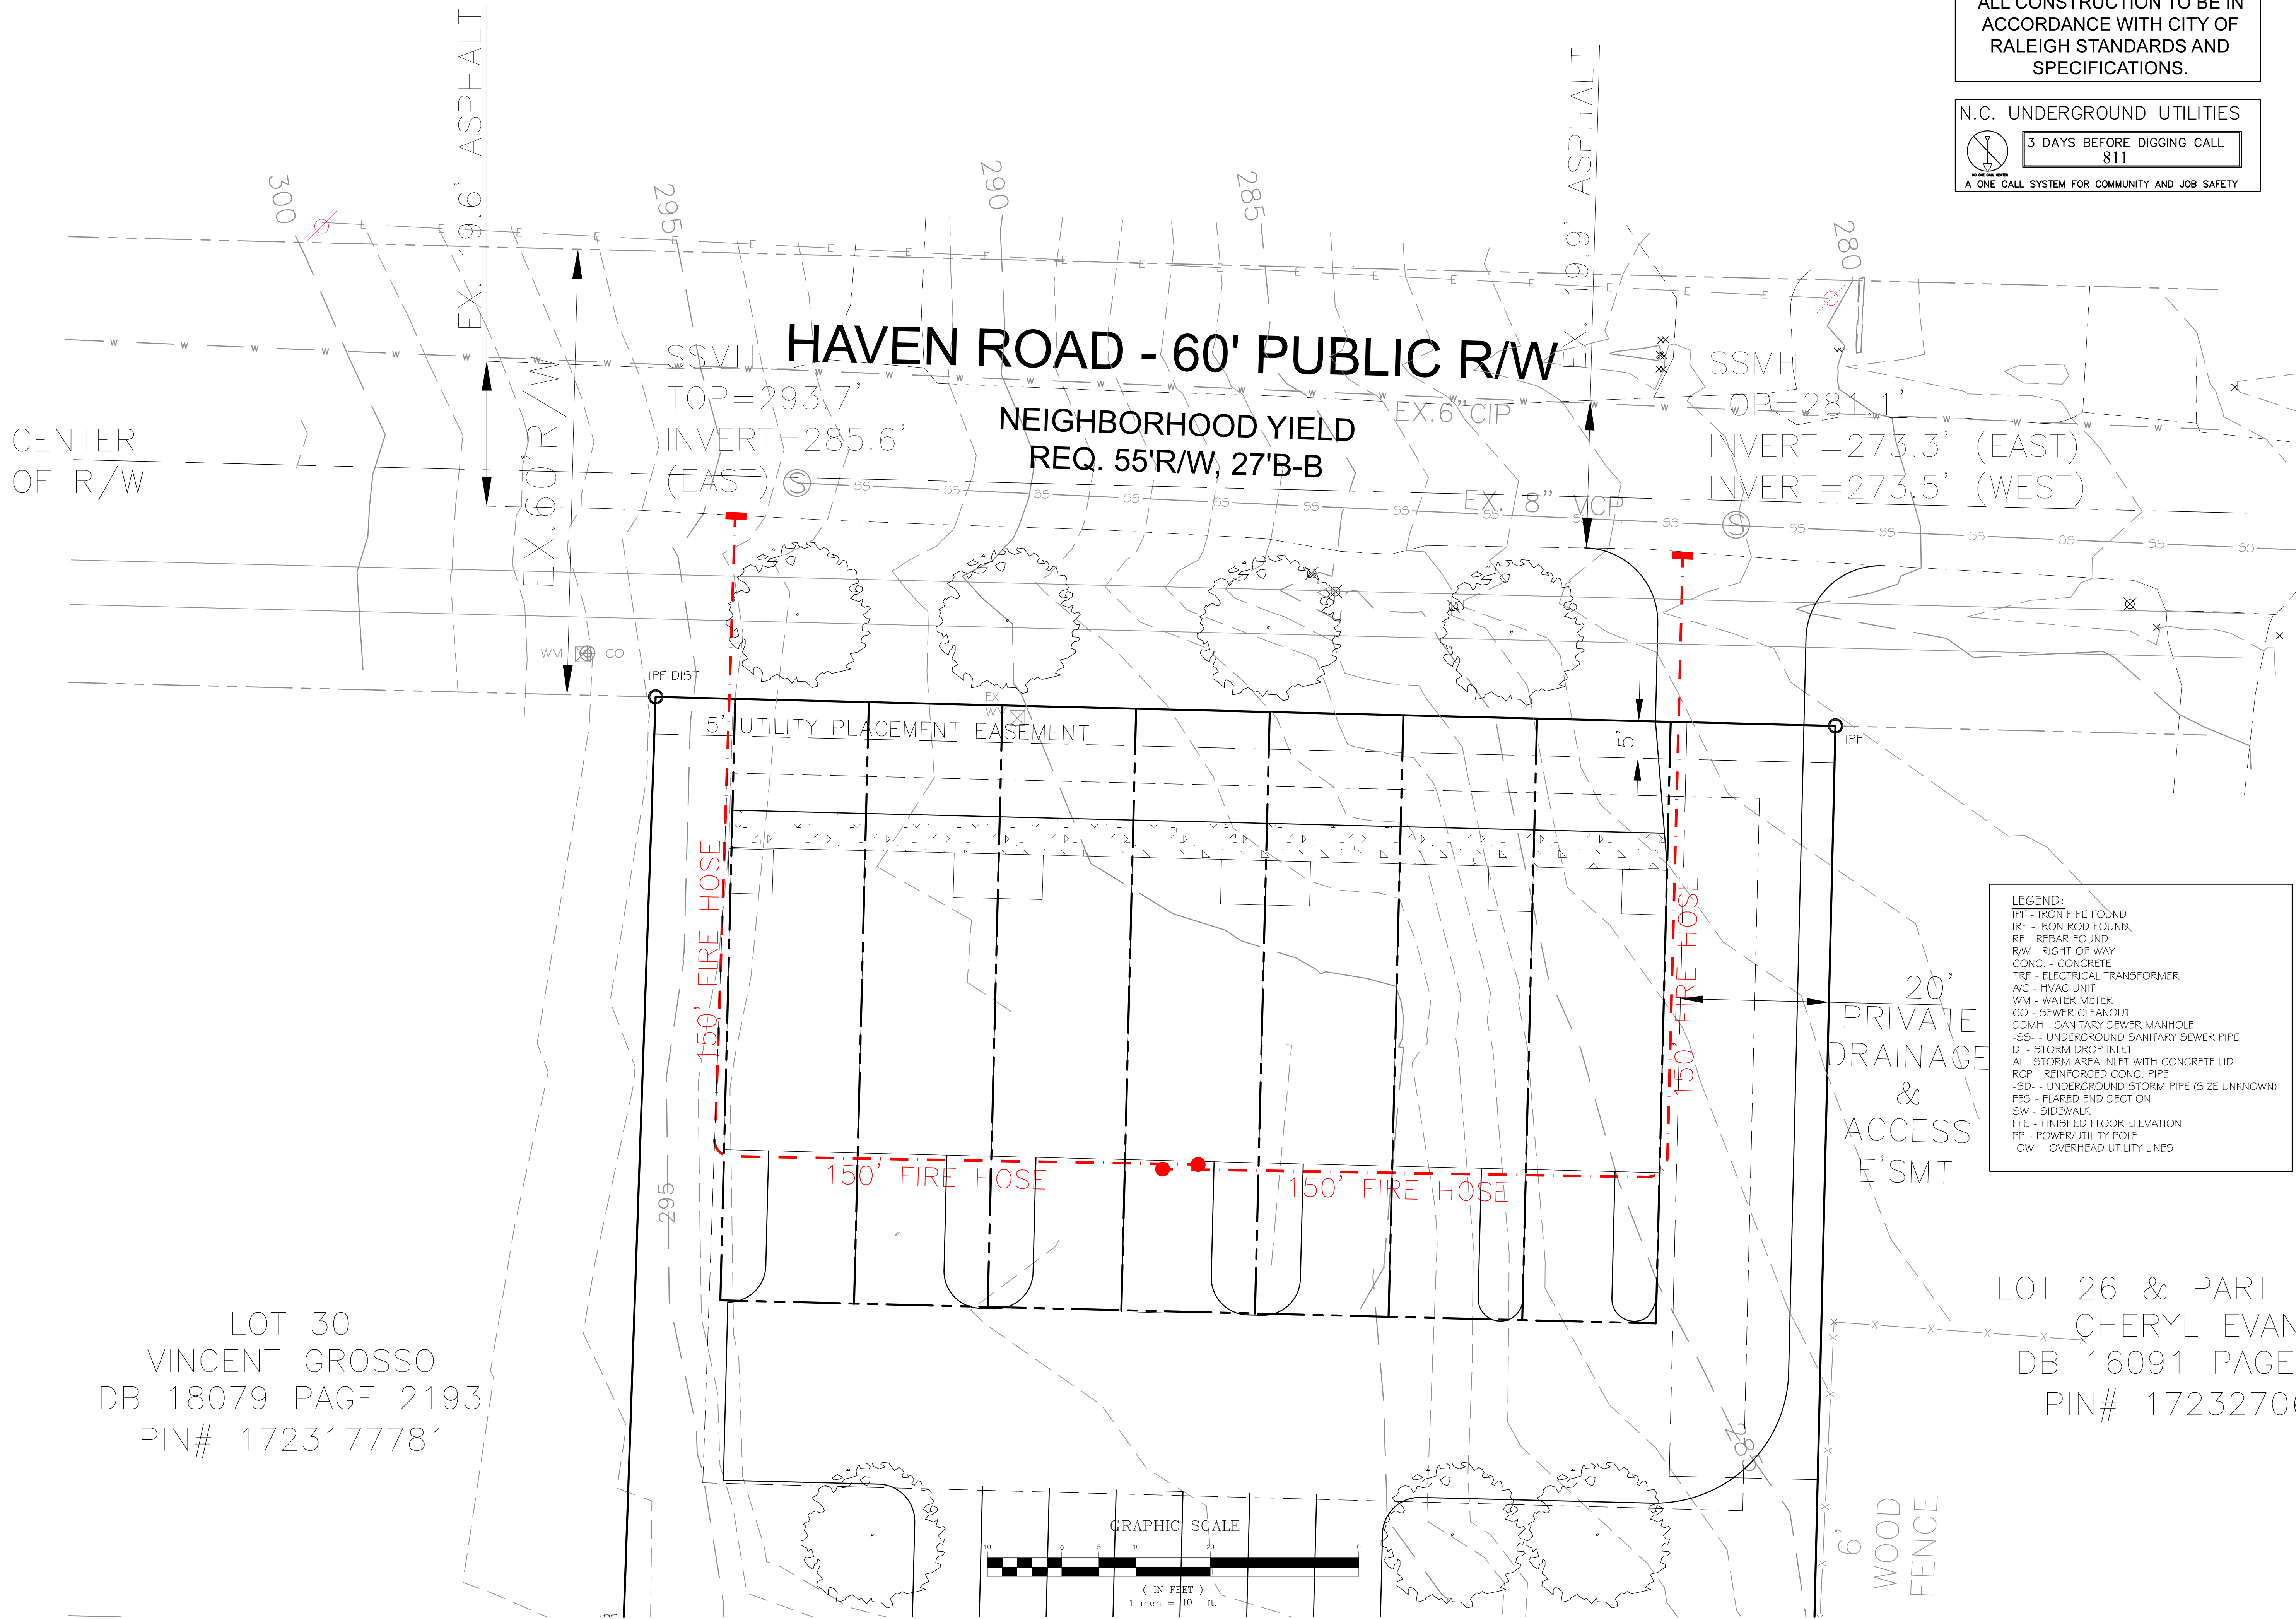 ALL CONSTRUCTION TO BE IN
ACCORDANCE WITH CITY OF
RALEIGH STANDARDS AND
SPECIFICATIONS.
N.C. UNDERGROUND UTILITIES
3 DAYS BEFORE DIGGING CALL
811
A ONE CALL SYSTEM FOR COMMUNITY AND JOB SAFETY
EX. 19.6' ASPHALT
EX. 19.9' ASPHALT
300
295
290
285
280
E E E E E E E E E E E E E E E E E E E
HAVEN ROAD - 60' PUBLIC R/W
NEIGHBORHOOD YIELD
REQ. 55'R/W, 27'B-B
EX.60'R/W
CENTER
OF R/W
SSMH
TOP=293.7'
INVERT=285.6'
(EAST)
EX.6"CIP
EX. 8" VCP
SSMH
TOP=281.1'
INVERT=273.3' (EAST)
INVERT=273.5' (WEST)
WM
CO
IPF-DIST
EX
WM
5' UTILITY PLACEMENT EASEMENT
5'
IPF
150' FIRE HOSE
150' FIRE HOSE
150' FIRE HOSE
150' FIRE HOSE
20'
PRIVATE
DRAINAGE
&
ACCESS
E'SMT
LEGEND:
IPF - IRON PIPE FOUND
IRF - IRON ROD FOUND
RF - REBAR FOUND
R/W - RIGHT-OF-WAY
CONC. - CONCRETE
TRF - ELECTRICAL TRANSFORMER
A/C - HVAC UNIT
WM - WATER METER
CO - SEWER CLEANOUT
SSMH - SANITARY SEWER MANHOLE
-SS- - UNDERGROUND SANITARY SEWER PIPE
DI - STORM DROP INLET
AI - STORM AREA INLET WITH CONCRETE LID
RCP - REINFORCED CONC. PIPE
-SD- - UNDERGROUND STORM PIPE (SIZE UNKNOWN)
FES - FLARED END SECTION
SW - SIDEWALK
FFE - FINISHED FLOOR ELEVATION
PP - POWER/UTILITY POLE
-OW- - OVERHEAD UTILITY LINES
295
LOT 30
VINCENT GROSSO
DB 18079 PAGE 2193
PIN# 1723177781
LOT 26 & PART
CHERYL EVAN
DB 16091 PAGE
PIN# 1723270
285
6'
WOOD
FENCE
GRAPHIC SCALE
10 0 5 10 20 0
( IN FEET )
1 inch = 10 ft.